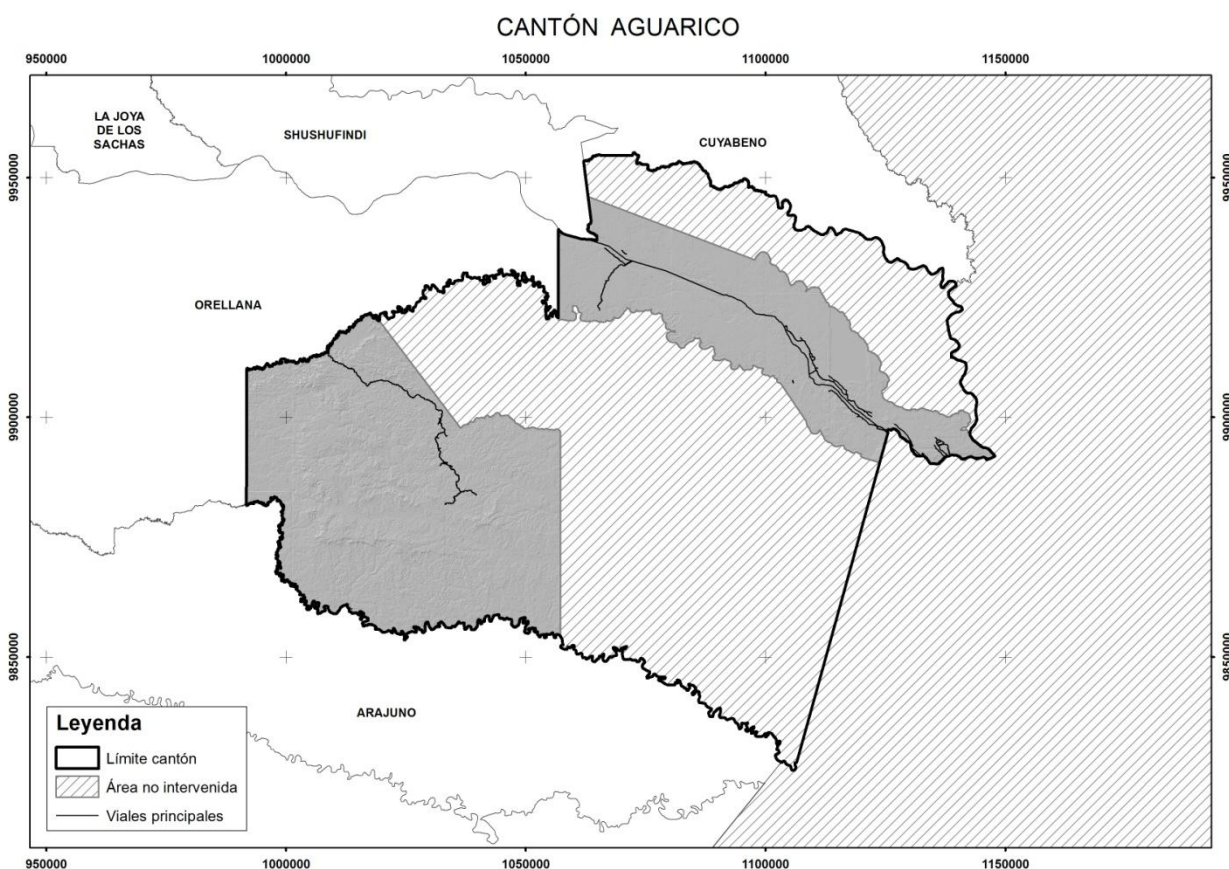 CANTÓN AGUARICO
950000 1000000 1050000 1100000 1150000
LA JOYA
DE LOS
SACHAS
SHUSHUFINDI
CUYABENO
9950000 9950000
ORELLANA
9900000 9900000
9850000 9850000
ARAJUNO
Leyenda
Límite cantón
Área no intervenida
Viales principales
950000 1000000 1050000 1100000 1150000